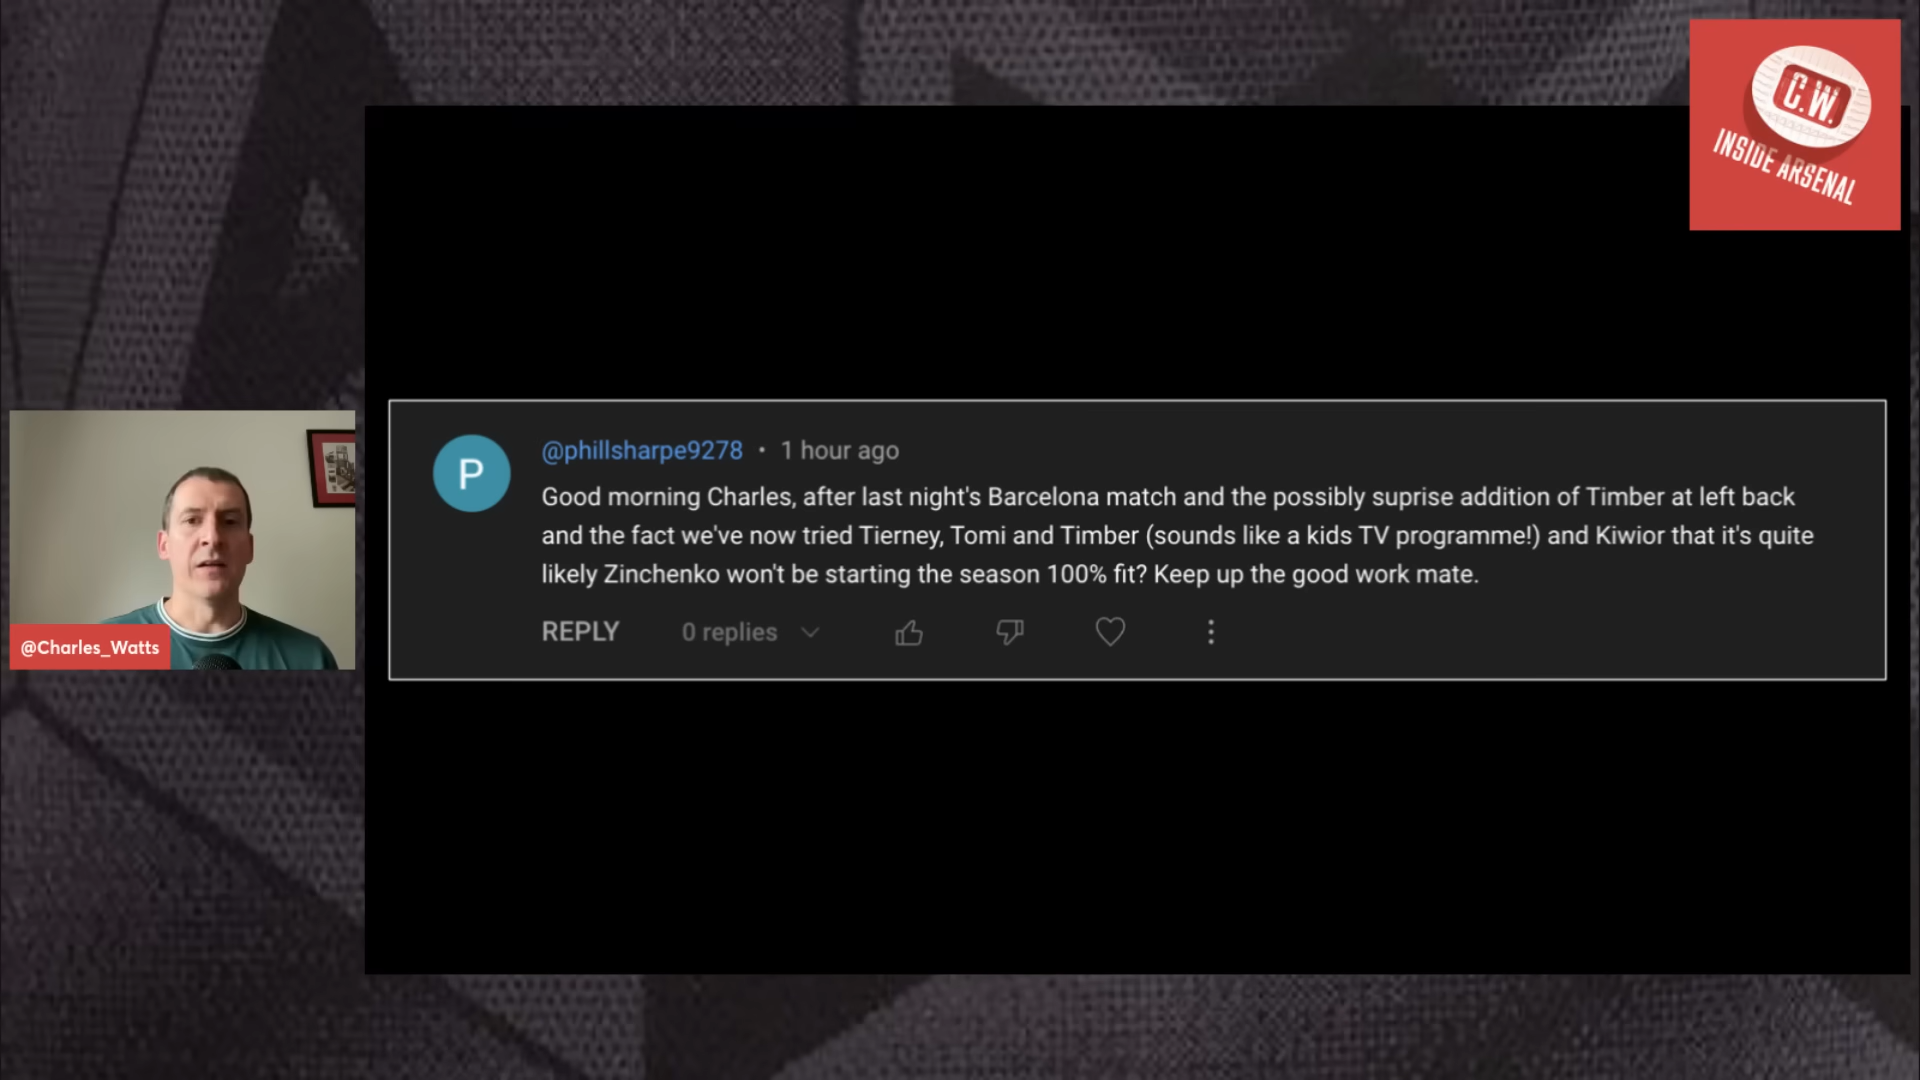 C.W.
INSIDE ARSENAL
P
@phillsharpe9278 • 1 hour ago
Good morning Charles, after last night's Barcelona match and the possibly suprise addition of Timber at left back
and the fact we've now tried Tierney, Tomi and Timber (sounds like a kids TV programme!) and Kiwior that it's quite
likely Zinchenko won't be starting the season 100% fit? Keep up the good work mate.
REPLY 0 replies
@Charles_Watts